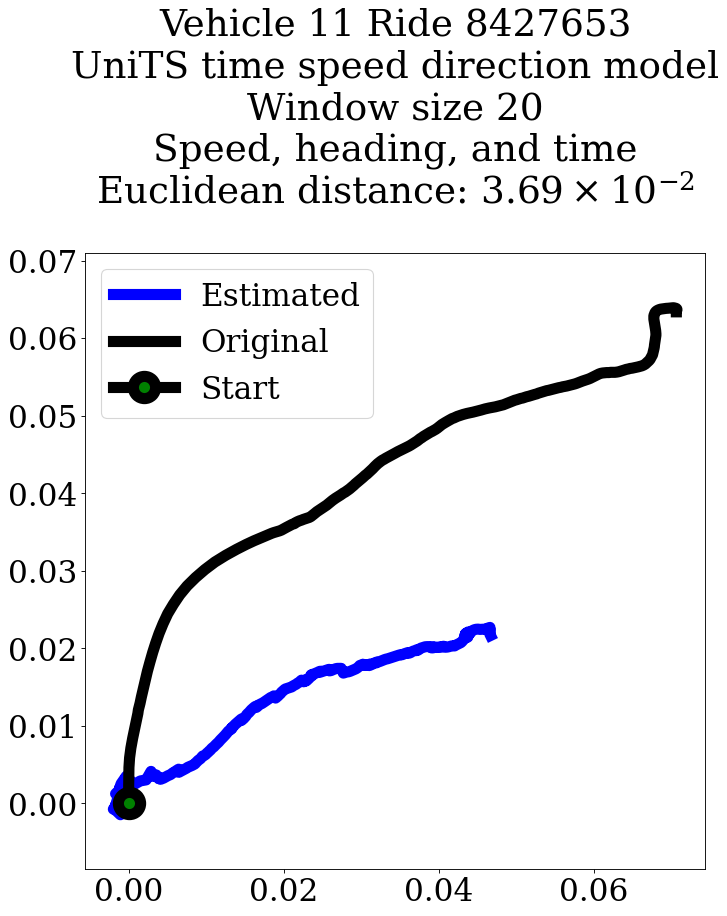 Vehicle 11 Ride 8427653
UniTS time speed direction model
Window size 20
Speed, heading, and time
Euclidean distance: 3.69 × 10⁻²
0.07
0.06
0.05
0.04
0.03
0.02
0.01
0.00
Estimated
Original
Start
0.00 0.02 0.04 0.06